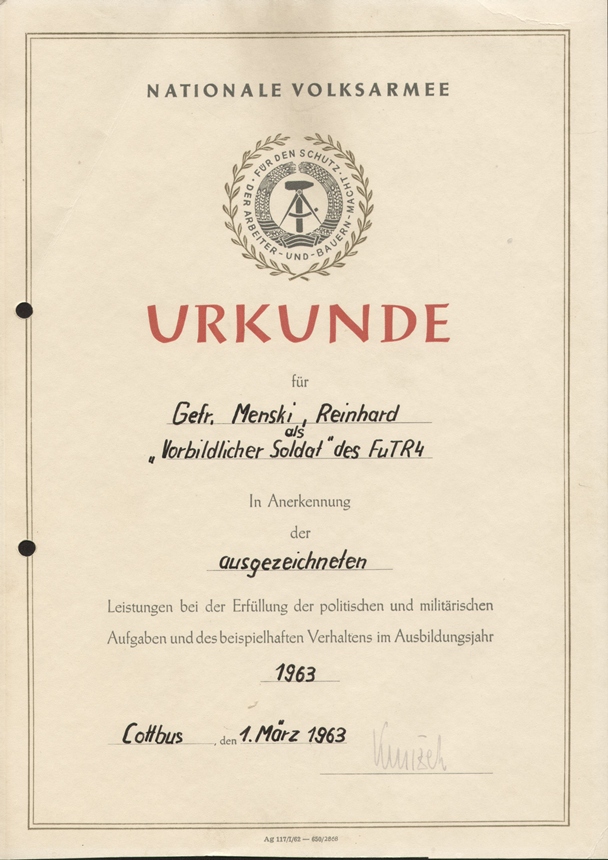 NATIONALE VOLKSARMEE
· FÜR DEN SCHUTZ · DER ARBEITER-UND-BAUERN-MACHT
URKUNDE
für
Gefr. Menski, Reinhard
als
„Vorbildlicher Soldat" des FuTR4
In Anerkennung
der
ausgezeichneten
Leistungen bei der Erfüllung der politischen und militärischen
Aufgaben und des beispielhaften Verhaltens im Ausbildungsjahr
1963
Cottbus, den 1. März 1963